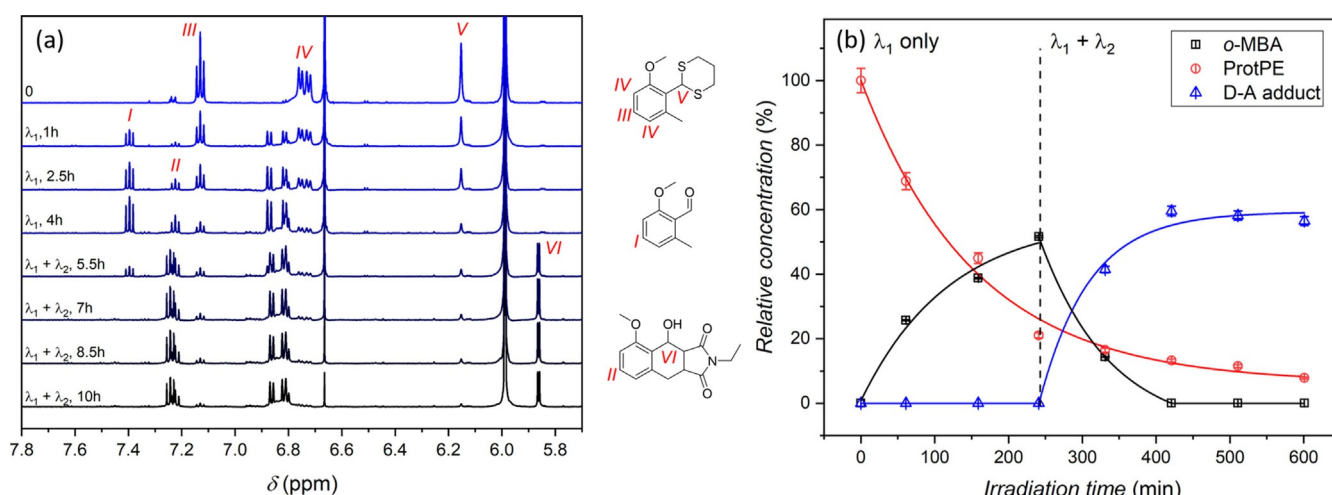 (a)
III
IV
V
0
I
λ₁,1h
II
λ₁, 2.5h
λ₁, 4h
VI
λ₁ + λ₂, 5.5h
λ₁ + λ₂, 7h
λ₁ + λ₂, 8.5h
λ₁ + λ₂, 10h
7.8 7.6 7.4 7.2 7.0 6.8 6.6 6.4 6.2 6.0 5.8
δ (ppm)
O
S
IV
S
V
III
IV
O O
I
O OH O
VI
N
II
O
(b) λ₁ only
λ₁ + λ₂
o-MBA
ProtPE
D-A adduct
Relative concentration (%)
100
80
60
40
20
0
0 100 200 300 400 500 600
Irradiation time (min)